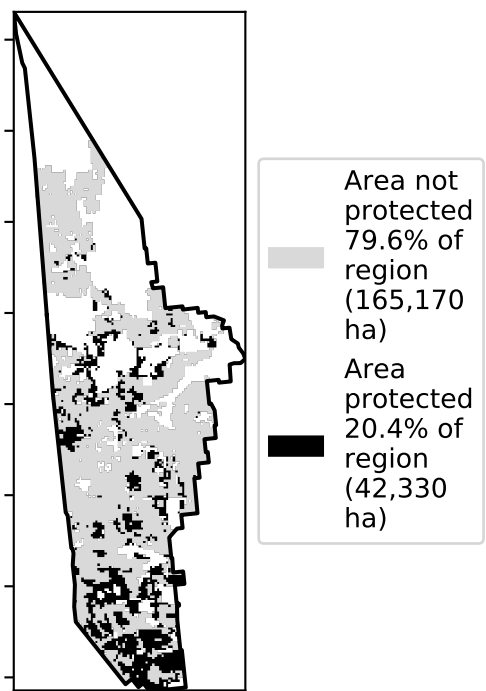 Area not
protected
79.6% of
region
(165,170
ha)
Area
protected
20.4% of
region
(42,330
ha)